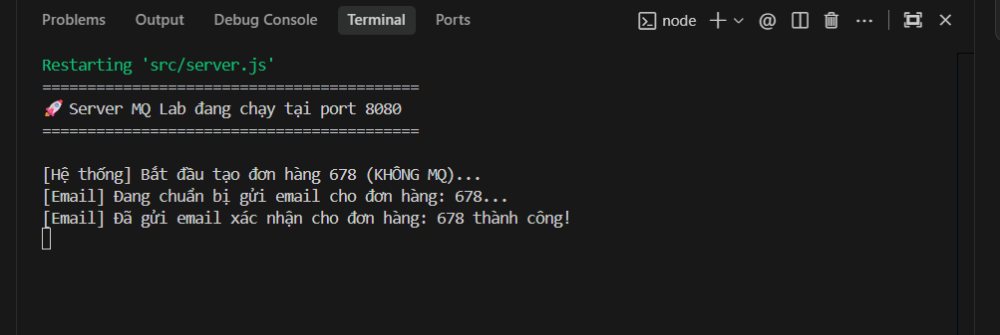 Problems Output Debug Console Terminal Ports node
Restarting 'src/server.js'
==========================================
🚀 Server MQ Lab đang chạy tại port 8080
==========================================
[Hệ thống] Bắt đầu tạo đơn hàng 678 (KHÔNG MQ)...
[Email] Đang chuẩn bị gửi email cho đơn hàng: 678...
[Email] Đã gửi email xác nhận cho đơn hàng: 678 thành công!